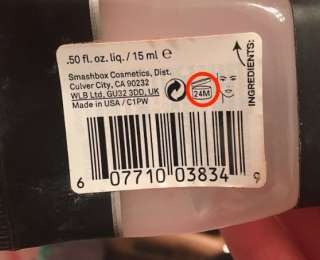 .50 fl. oz. liq. / 15 ml ℮
Smashbox Cosmetics, Dist.
Culver City, CA 90232
WLB Ltd, GU32 3DD, UK
Made in USA / C1PW
24M
INGREDIENTS:
6 07710 03834 9